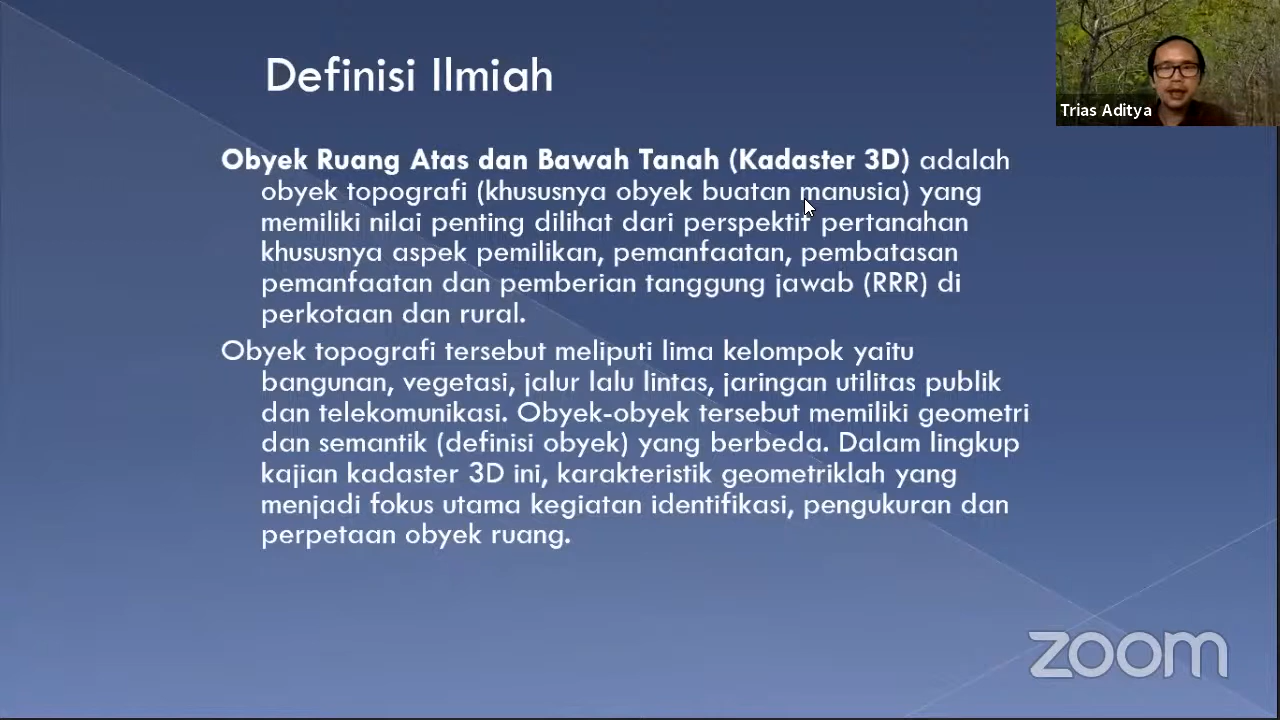 Definisi Ilmiah
Trias Aditya
Obyek Ruang Atas dan Bawah Tanah (Kadaster 3D) adalah
obyek topografi (khususnya obyek buatan manusia) yang
memiliki nilai penting dilihat dari perspektif pertanahan
khususnya aspek pemilikan, pemanfaatan, pembatasan
pemanfaatan dan pemberian tanggung jawab (RRR) di
perkotaan dan rural.
Obyek topografi tersebut meliputi lima kelompok yaitu
bangunan, vegetasi, jalur lalu lintas, jaringan utilitas publik
dan telekomunikasi. Obyek-obyek tersebut memiliki geometri
dan semantik (definisi obyek) yang berbeda. Dalam lingkup
kajian kadaster 3D ini, karakteristik geometriklah yang
menjadi fokus utama kegiatan identifikasi, pengukuran dan
perpetaan obyek ruang.
zoom